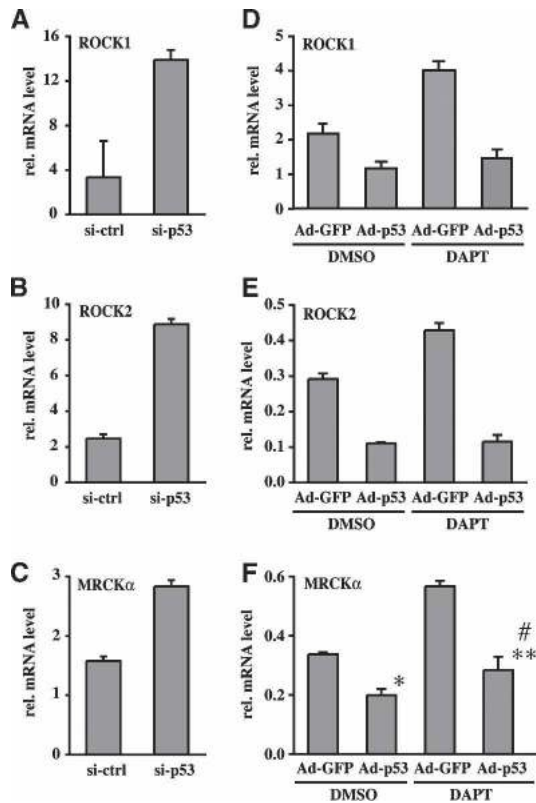 A
ROCK1
rel. mRNA level
16
12
8
4
0
si-ctrl si-p53
B
ROCK2
rel. mRNA level
10
8
6
4
2
0
si-ctrl si-p53
C
MRCKα
rel. mRNA level
3
2
1
0
si-ctrl si-p53
D
ROCK1
rel. mRNA level
5
4
3
2
1
0
Ad-GFP Ad-p53 Ad-GFP Ad-p53
DMSO DAPT
E
ROCK2
rel. mRNA level
0.5
0.4
0.3
0.2
0.1
0.0
Ad-GFP Ad-p53 Ad-GFP Ad-p53
DMSO DAPT
F
MRCKα
rel. mRNA level
0.6
0.4
0.2
0.0
*
#
**
Ad-GFP Ad-p53 Ad-GFP Ad-p53
DMSO DAPT